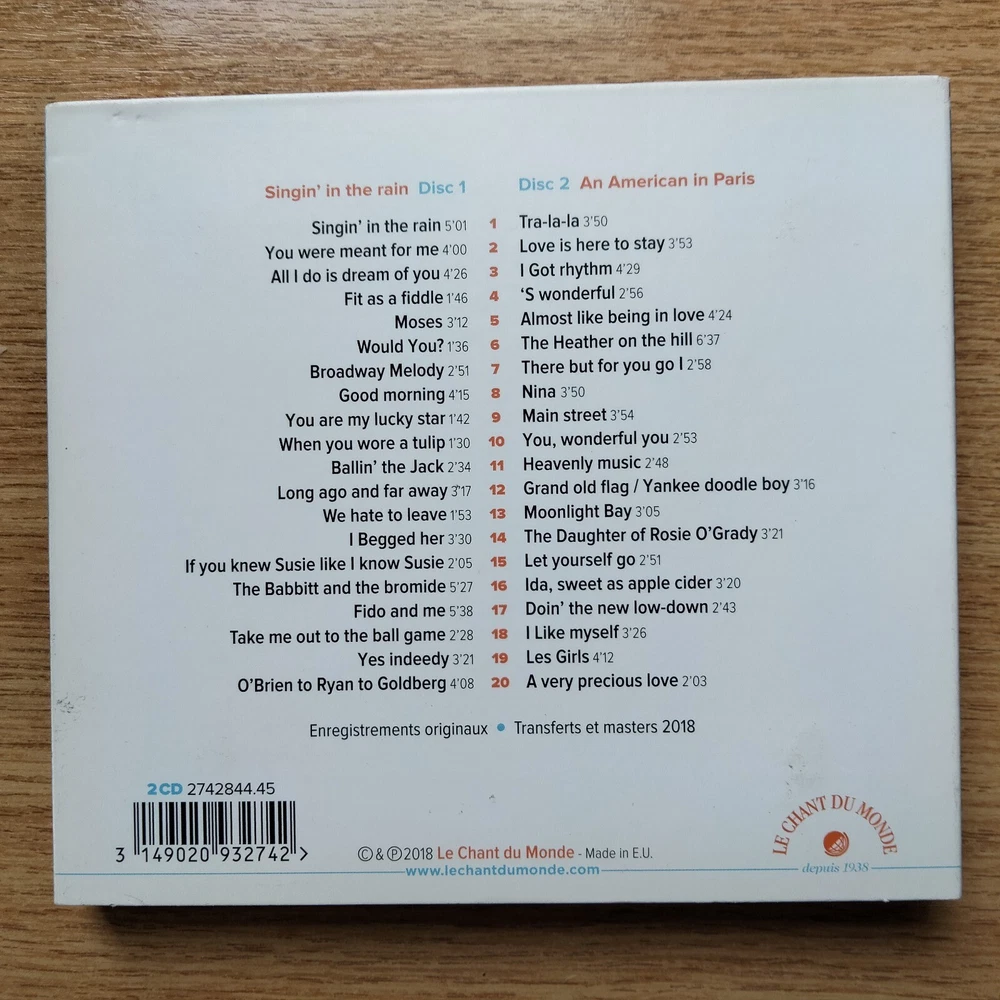 Singin' in the rain Disc 1
Singin' in the rain 5'01 1
You were meant for me 4'00 2
All I do is dream of you 4'26 3
Fit as a fiddle 1'46 4
Moses 3'12 5
Would You? 1'36 6
Broadway Melody 2'51 7
Good morning 4'15 8
You are my lucky star 1'42 9
When you wore a tulip 1'30 10
Ballin' the Jack 2'34 11
Long ago and far away 3'17 12
We hate to leave 1'53 13
I Begged her 3'30 14
If you knew Susie like I know Susie 2'05 15
The Babbitt and the bromide 5'27 16
Fido and me 5'38 17
Take me out to the ball game 2'28 18
Yes indeedy 3'21 19
O'Brien to Ryan to Goldberg 4'08 20
Disc 2 An American in Paris
Tra-la-la 3'50
Love is here to stay 3'53
I Got rhythm 4'29
'S wonderful 2'56
Almost like being in love 4'24
The Heather on the hill 6'37
There but for you go I 2'58
Nina 3'50
Main street 3'54
You, wonderful you 2'53
Heavenly music 2'48
Grand old flag / Yankee doodle boy 3'16
Moonlight Bay 3'05
The Daughter of Rosie O'Grady 3'21
Let yourself go 2'51
Ida, sweet as apple cider 3'20
Doin' the new low-down 2'43
I Like myself 3'26
Les Girls 4'12
A very precious love 2'03
Enregistrements originaux • Transferts et masters 2018
2CD 2742844.45
3 149020 932742 >
©&℗2018 Le Chant du Monde - Made in E.U.
www.lechantdumonde.com
LE CHANT DU MONDE
depuis 1938